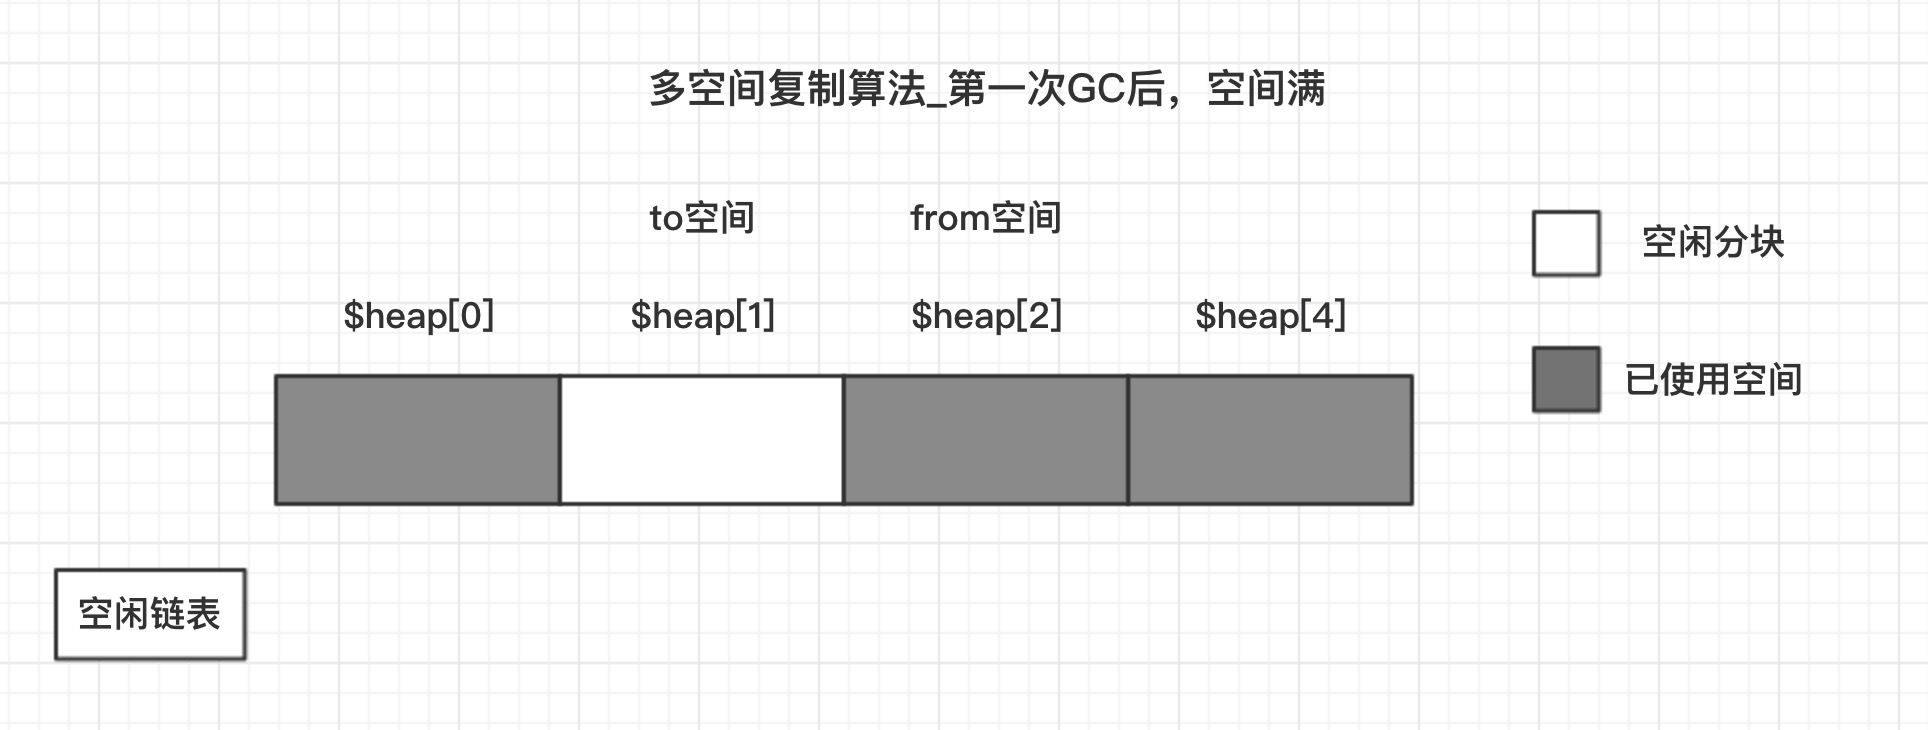 多空间复制算法_第一次GC后，空间满
to空间
from空间
空闲分块
$heap[0]
$heap[1]
$heap[2]
$heap[4]
已使用空间
空闲链表